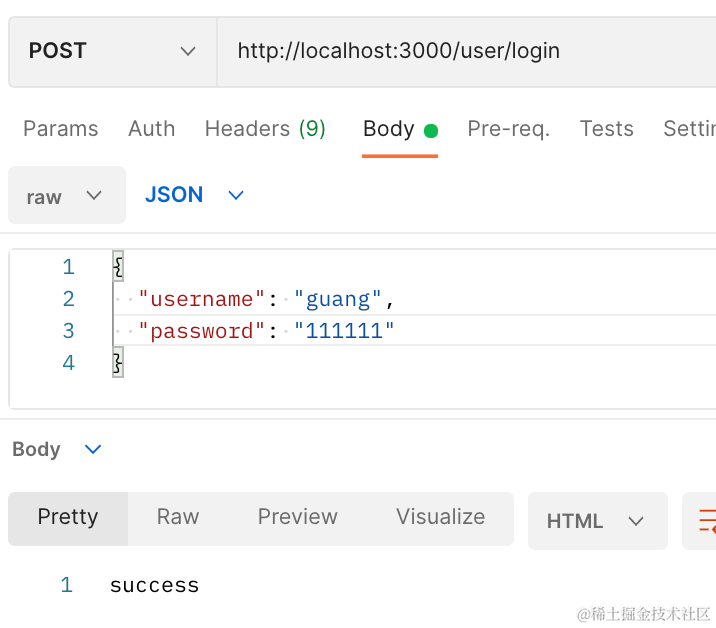 POST http://localhost:3000/user/login
Params Auth Headers (9) Body Pre-req. Tests
raw JSON
1 {
2 "username": "guang",
3 "password": "111111"
4 }
Body
Pretty Raw Preview Visualize HTML
1 success
@稀土掘金技术社区